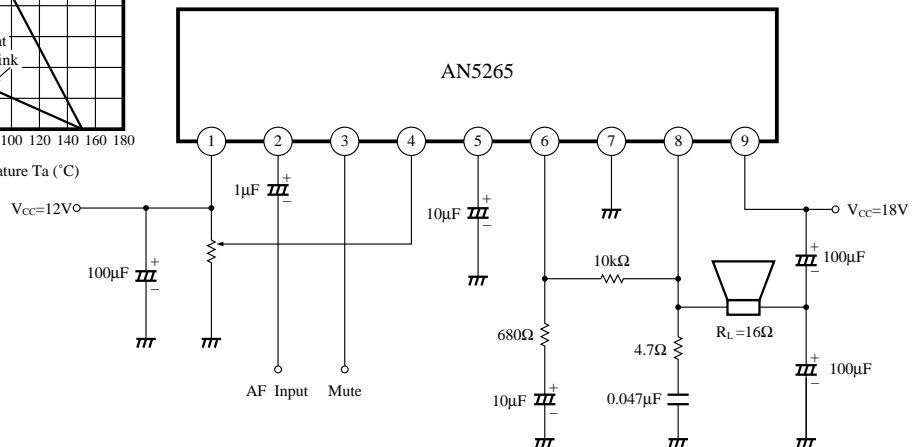 AN5265
nt
ink
1 2 3 4 5 6 7 8 9
100 120 140 160 180
ature Ta (˚C)
1µF
+
−
VCC=12V
10µF
+
−
VCC=18V
100µF
+
−
10kΩ
100µF
+
−
680Ω
4.7Ω
RL=16Ω
AF Input
Mute
10µF
+
−
0.047µF
100µF
+
−